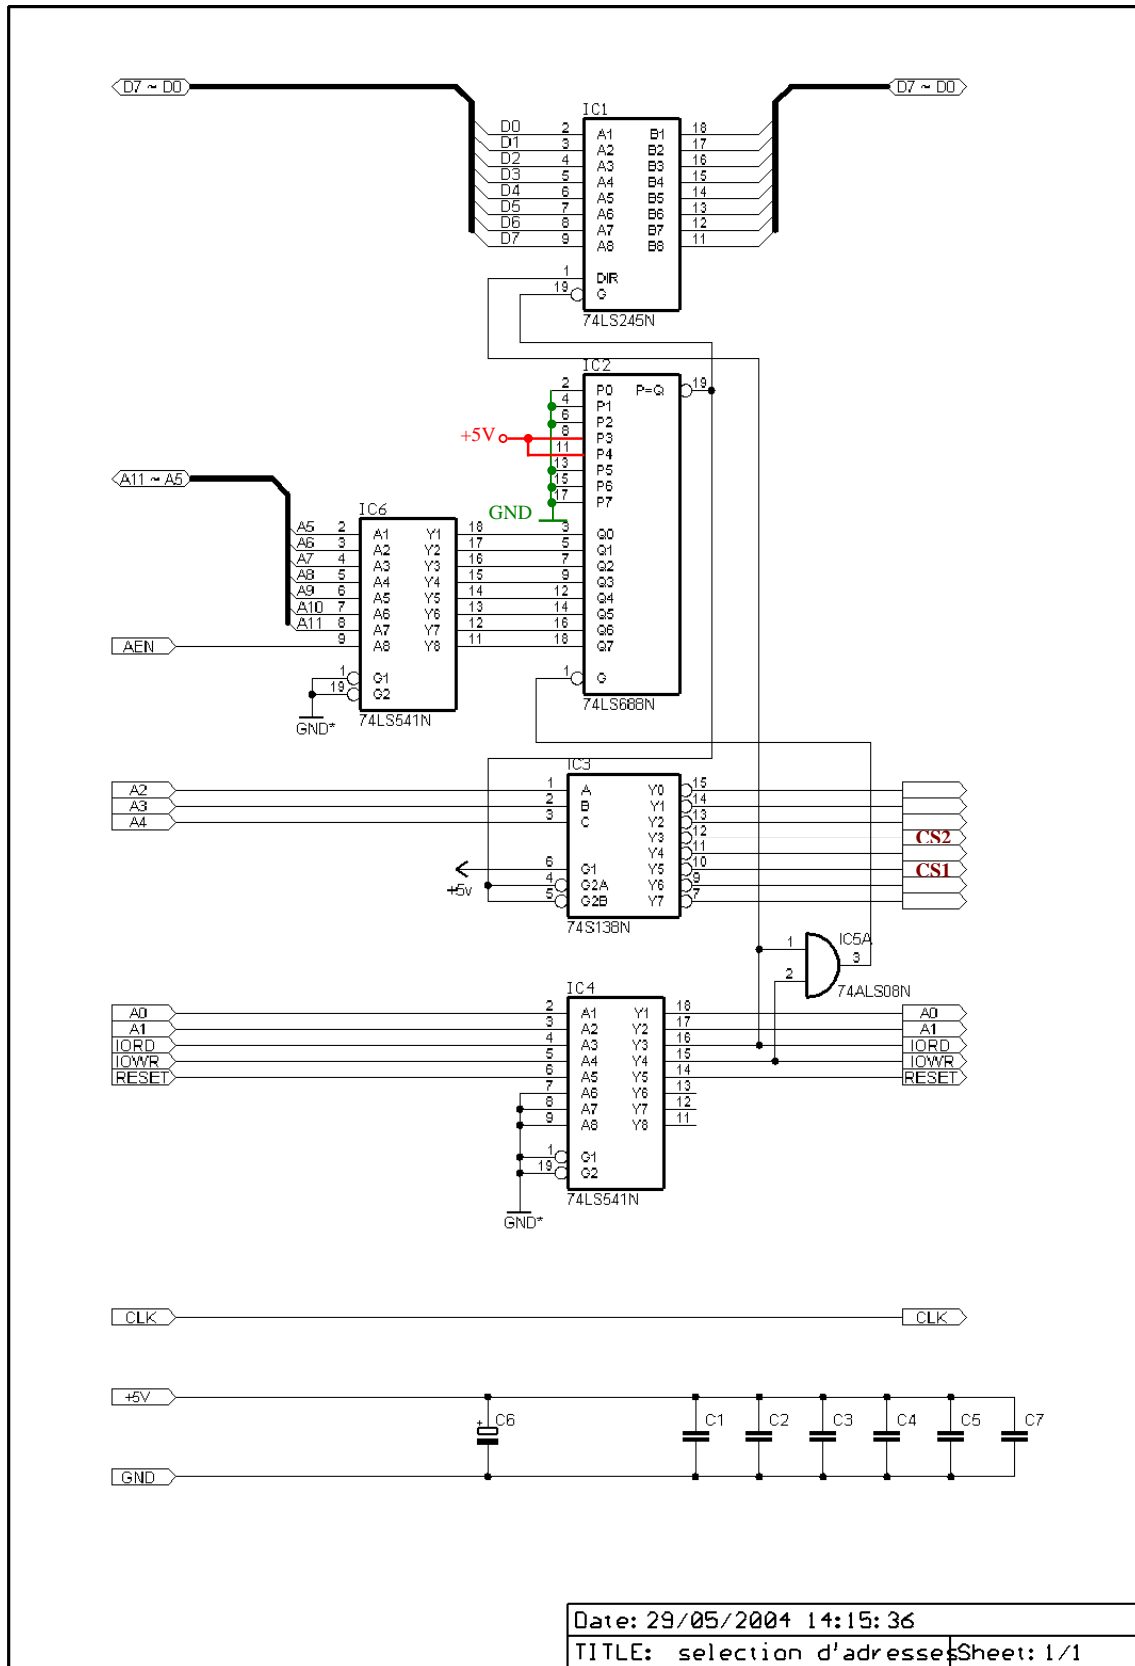 D7 ~ D0
D7 ~ D0
IC1
D0 2 A1 B1 18
D1 3 A2 B2 17
D2 4 A3 B3 16
D3 5 A4 B4 15
D4 6 A5 B5 14
D5 7 A6 B6 13
D6 8 A7 B7 12
D7 9 A8 B8 11
1 DIR
19 G
74LS245N
IC2
2 P0 P=Q 19
4 P1
6 P2
+5V 8 P3
11 P4
13 P5
15 P6
17 P7
GND
A11 ~ A5
IC6
A5 2 A1 Y1 18 3 Q0
A6 3 A2 Y2 17 5 Q1
A7 4 A3 Y3 16 7 Q2
A8 5 A4 Y4 15 9 Q3
A9 6 A5 Y5 14 12 Q4
A10 7 A6 Y6 13 14 Q5
A11 8 A7 Y7 12 16 Q6
AEN 9 A8 Y8 11 18 Q7
1 G1 1 G
19 G2
GND*
74LS541N
74LS688N
IC3
A2 1 A Y0 15
A3 2 B Y1 14
A4 3 C Y2 13
Y3 12 CS2
Y4 11
+5v 6 G1 Y5 10 CS1
4 G2A Y6 9
5 G2B Y7 7
74S138N
IC5A
1
2
3
74ALS08N
IC4
A0 2 A1 Y1 18 A0
A1 3 A2 Y2 17 A1
IORD 4 A3 Y3 16 IORD
IOWR 5 A4 Y4 15 IOWR
RESET 6 A5 Y5 14 RESET
7 A6 Y6 13
8 A7 Y7 12
9 A8 Y8 11
1 G1
19 G2
74LS541N
GND*
CLK CLK
+5V
+ C6 C1 C2 C3 C4 C5 C7
GND
Date: 29/05/2004 14:15:36
TITLE: selection d'adresses Sheet: 1/1